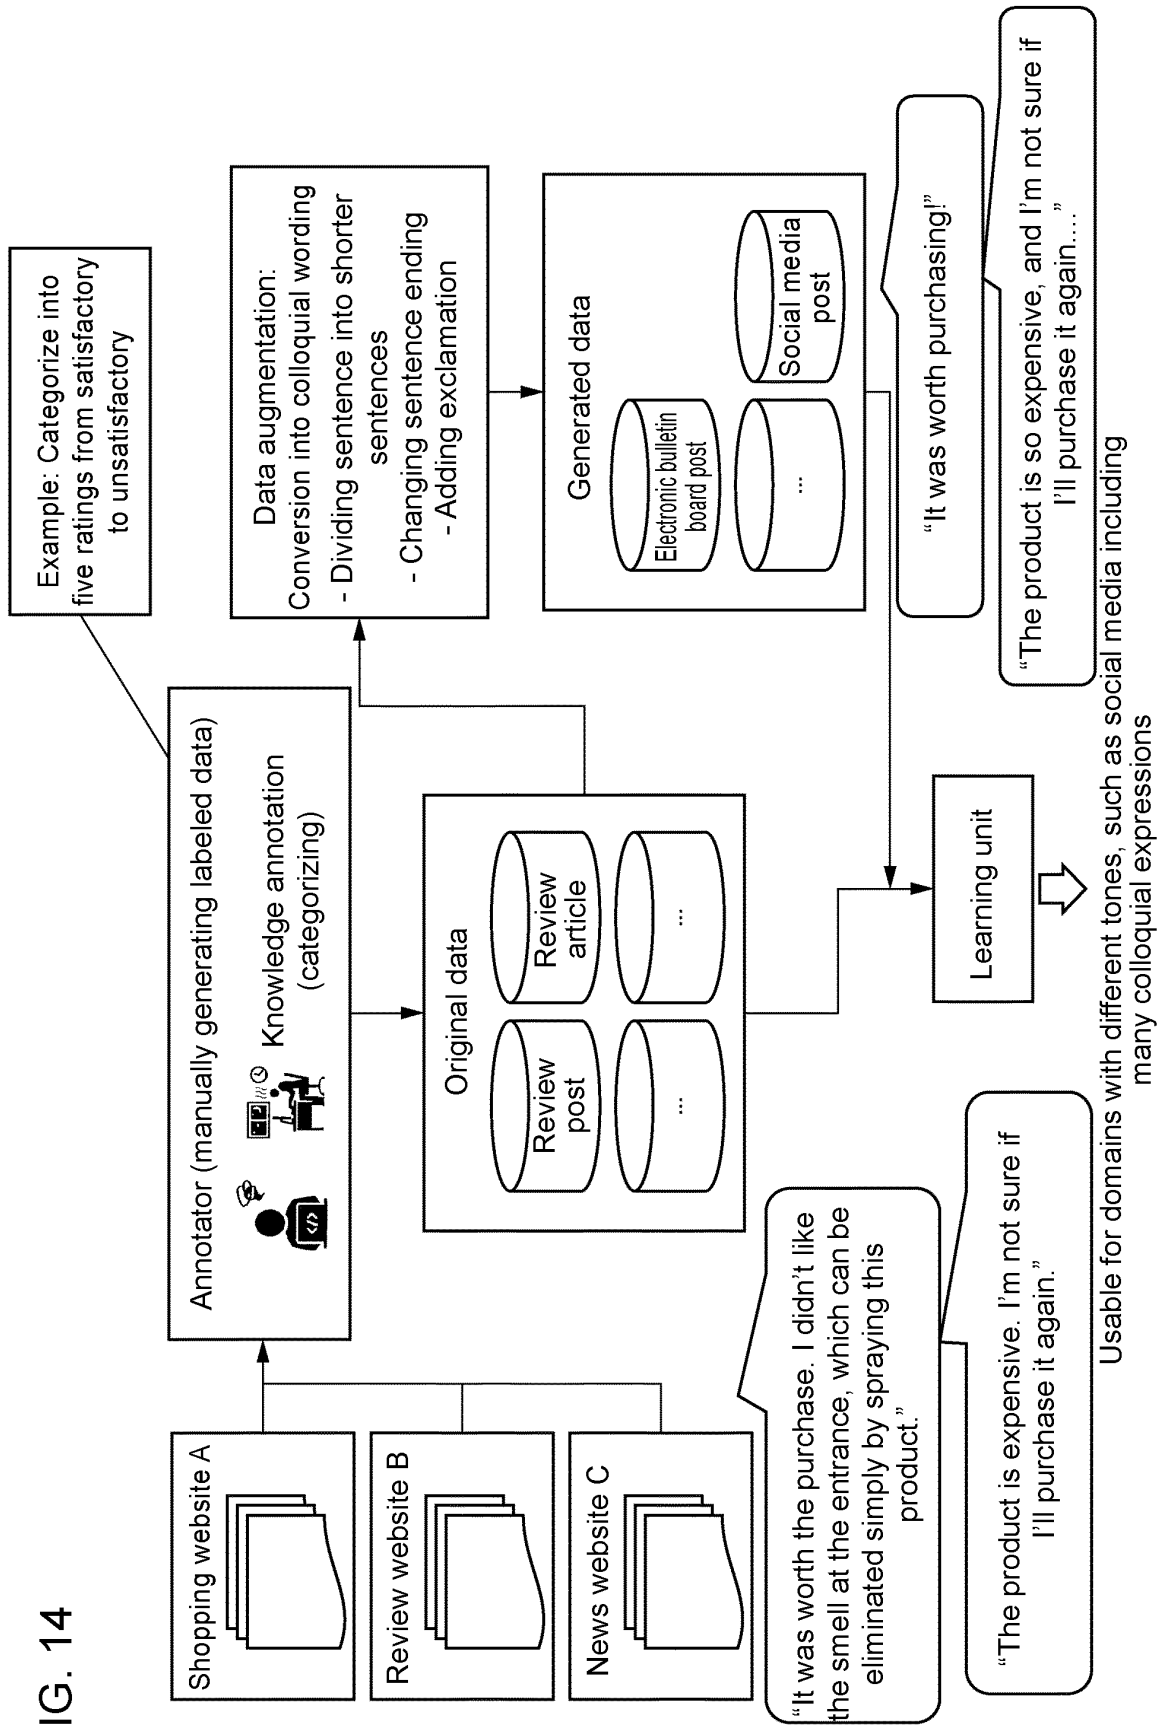 IG. 14
Shopping website A
Review website B
News website C
Annotator (manually generating labeled data)
Knowledge annotation
(categorizing)
Example: Categorize into
five ratings from satisfactory
to unsatisfactory
Original data
Review
post
Review
article
...
...
Data augmentation:
Conversion into colloquial wording
- Dividing sentence into shorter
sentences
- Changing sentence ending
- Adding exclamation
Generated data
Electronic bulletin
board post
Social media
post
...
“It was worth the purchase. I didn’t like
the smell at the entrance, which can be
eliminated simply by spraying this
product.”
“The product is expensive. I’m not sure if
I’ll purchase it again.”
Learning unit
“It was worth purchasing!”
“The product is so expensive, and I’m not sure if
I’ll purchase it again....”
Usable for domains with different tones, such as social media including
many colloquial expressions